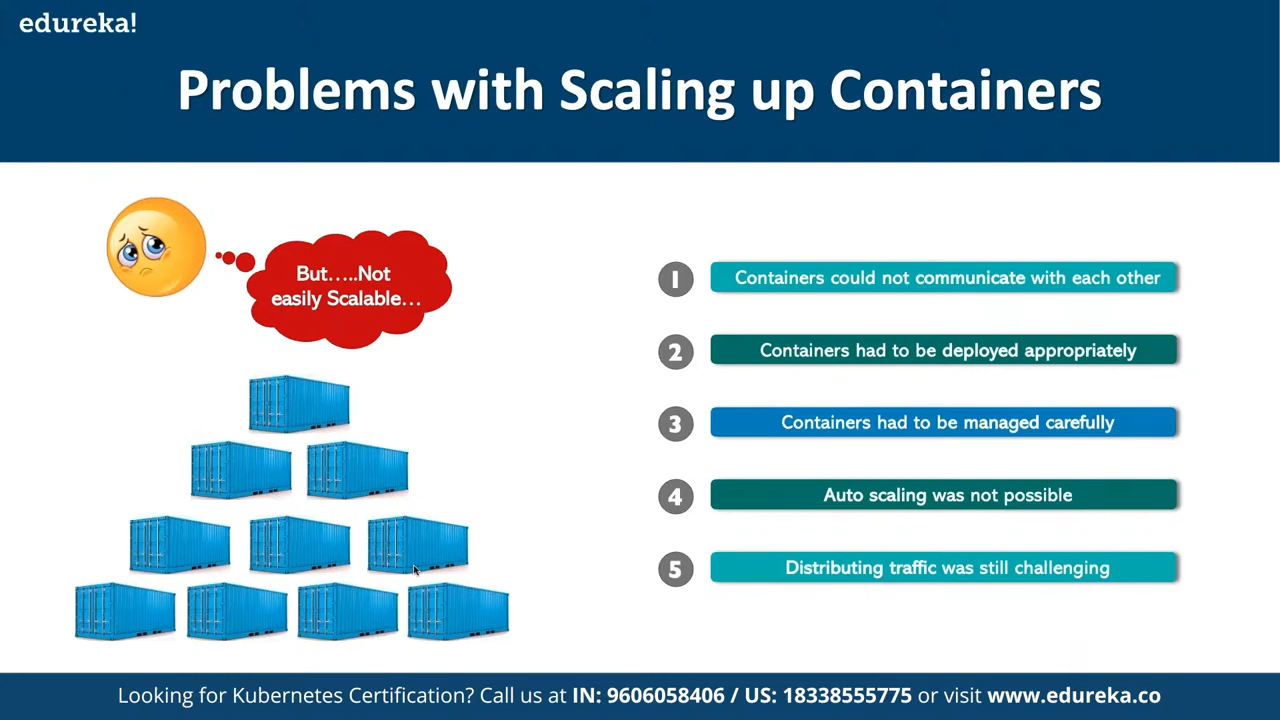 edureka!
Problems with Scaling up Containers
But.....Not
easily Scalable...
1 Containers could not communicate with each other
2 Containers had to be deployed appropriately
3 Containers had to be managed carefully
4 Auto scaling was not possible
5 Distributing traffic was still challenging
Looking for Kubernetes Certification? Call us at IN: 9606058406 / US: 18338555775 or visit www.edureka.co